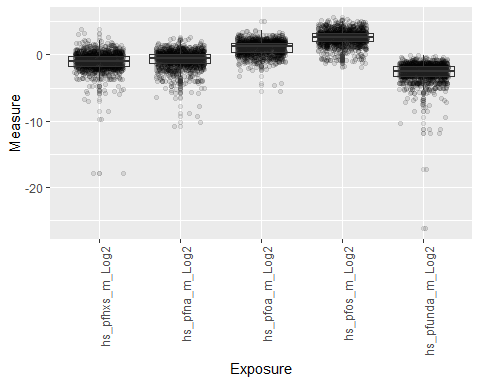 Measure
0
-10
-20
hs_pfhxs_m_Log2
hs_pfna_m_Log2
hs_pfoa_m_Log2
hs_pfos_m_Log2
hs_pfunda_m_Log2
Exposure